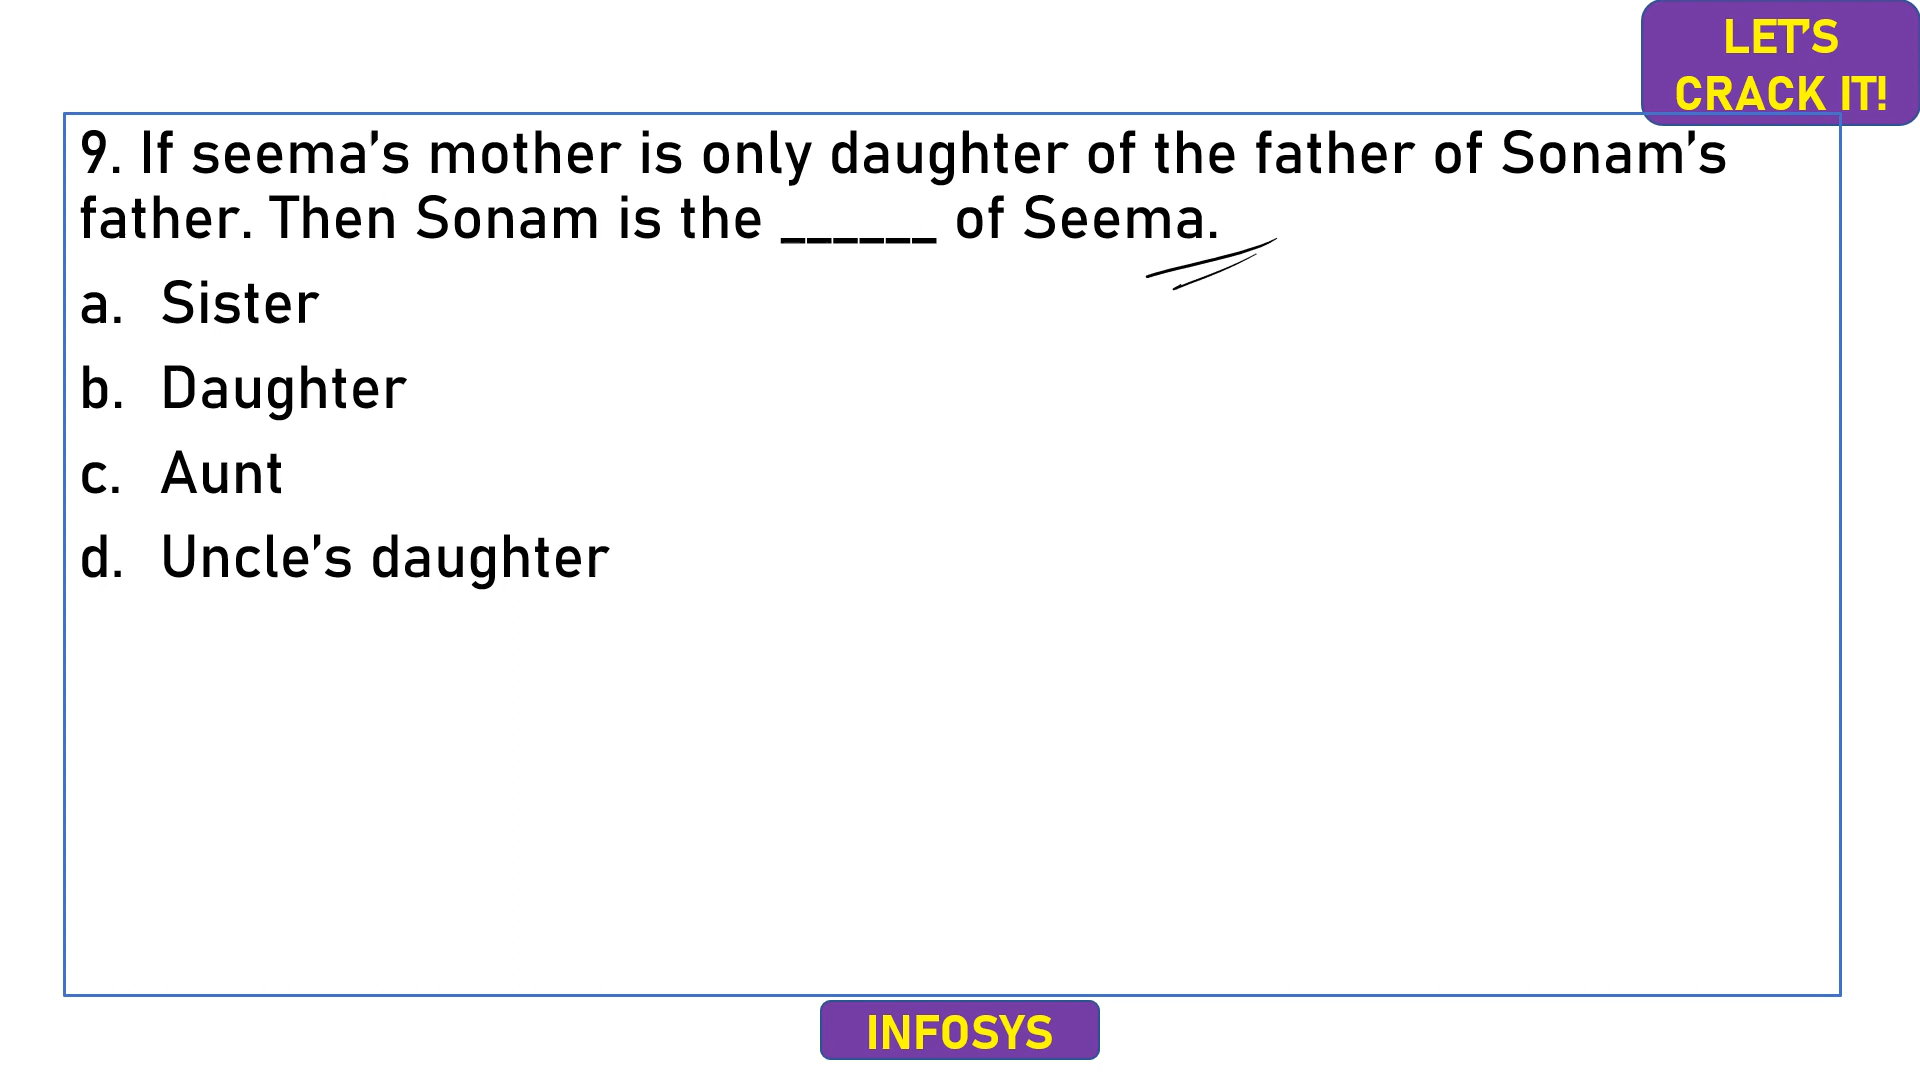 LET’S
CRACK IT!
9. If seema’s mother is only daughter of the father of Sonam’s
father. Then Sonam is the ______ of Seema.
a. Sister
b. Daughter
c. Aunt
d. Uncle’s daughter
INFOSYS